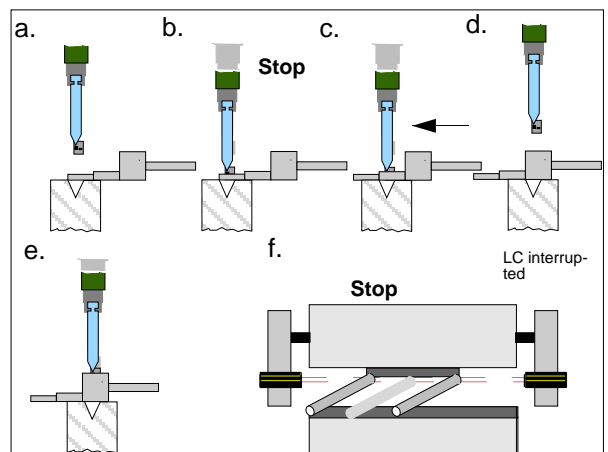 a.
b.
c.
d.
Stop
e.
f.
LC interrup-
ted
Stop